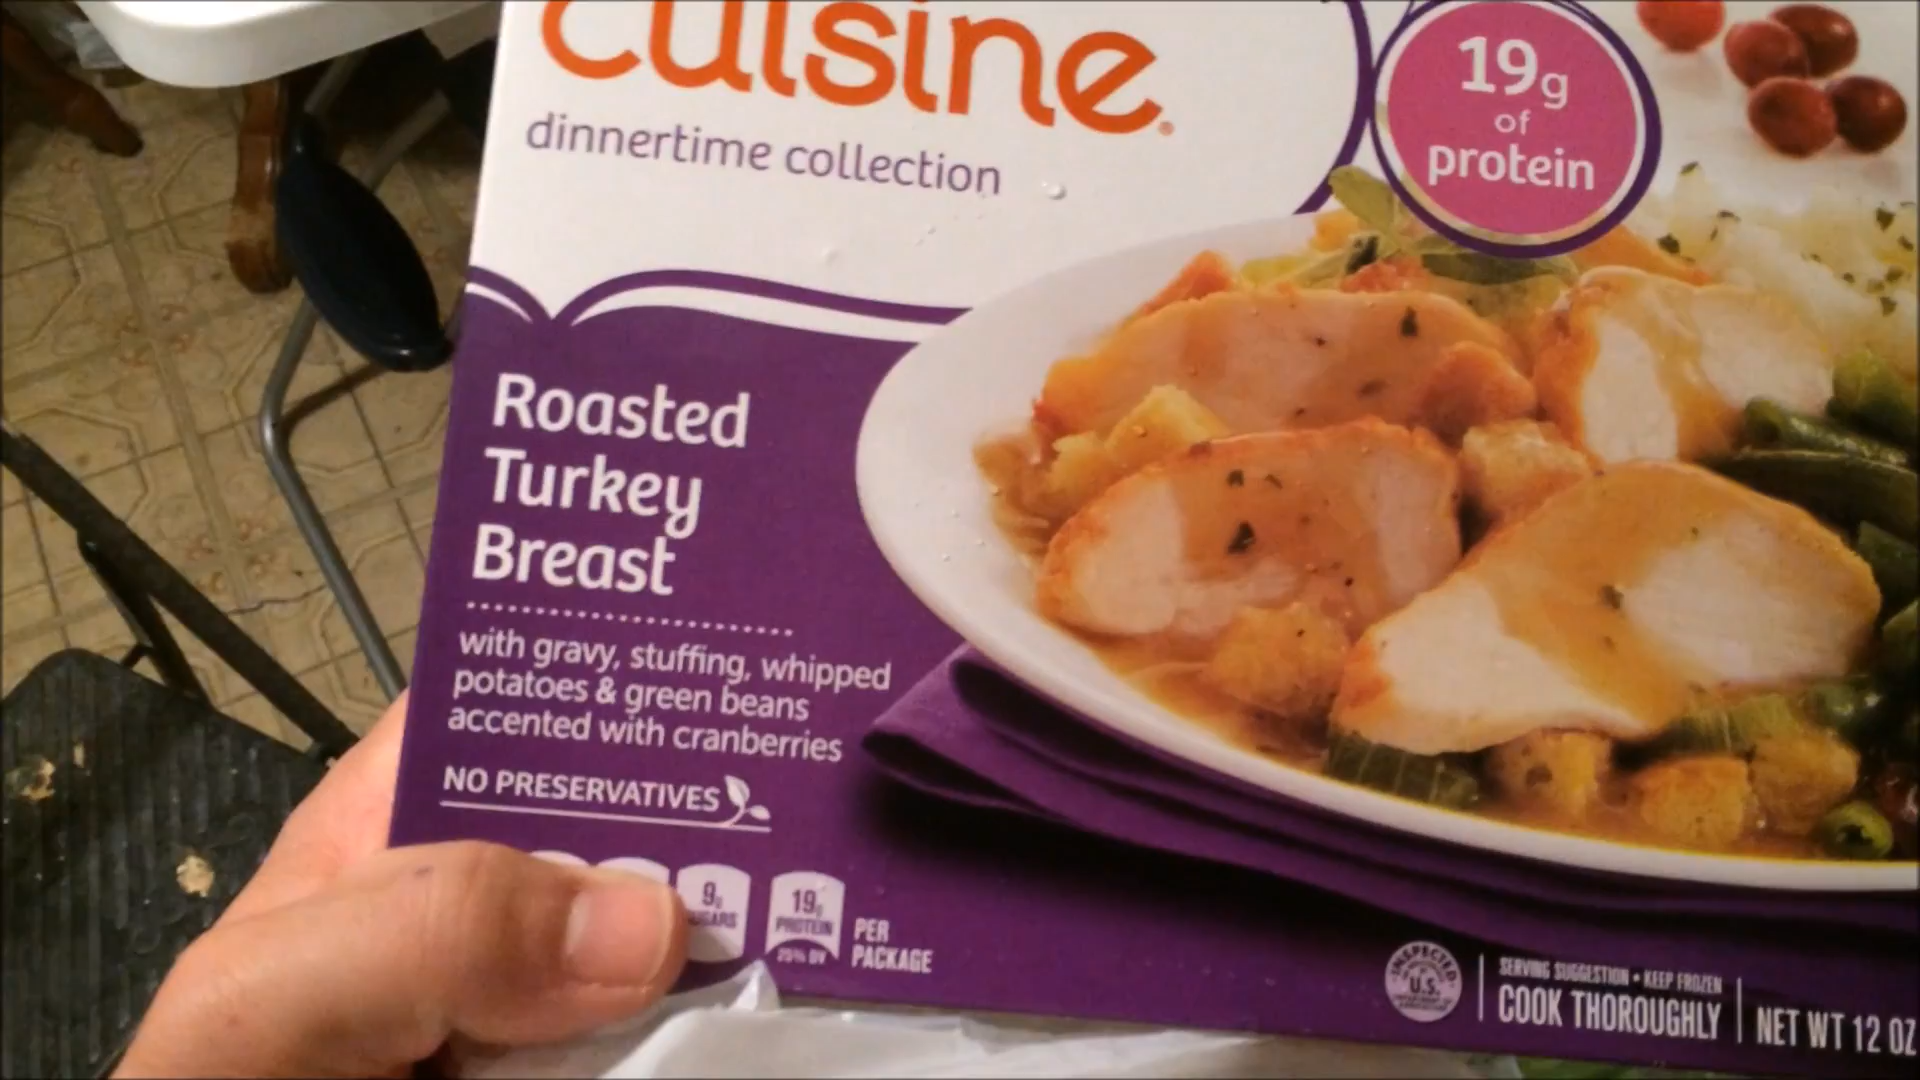 cuisine®
dinnertime collection
19g
of
protein
Roasted
Turkey
Breast
with gravy, stuffing, whipped
potatoes & green beans
accented with cranberries
NO PRESERVATIVES
9g
19g
PROTEIN
25% DV
PER
PACKAGE
INSPECTED
U.S.
SERVING SUGGESTION • KEEP FROZEN
COOK THOROUGHLY
NET WT 12 OZ